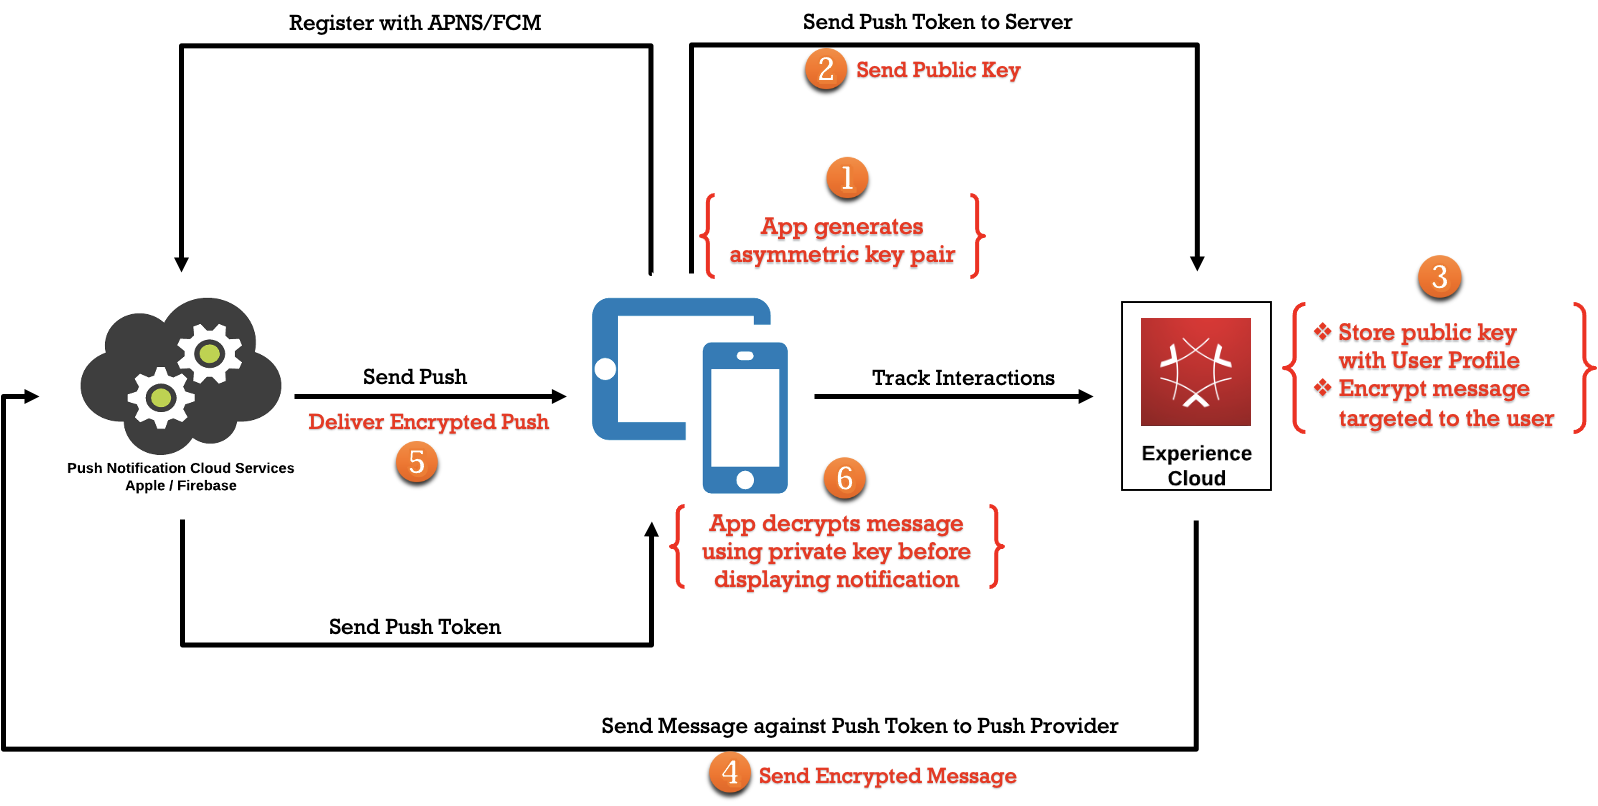 Register with APNS/FCM
Send Push Token to Server
2 Send Public Key
1
App generates
asymmetric key pair
3
❖ Store public key
with User Profile
❖ Encrypt message
targeted to the user
Send Push
Deliver Encrypted Push
5
Track Interactions
Experience
Cloud
Push Notification Cloud Services
Apple / Firebase
6
App decrypts message
using private key before
displaying notification
Send Push Token
Send Message against Push Token to Push Provider
4 Send Encrypted Message